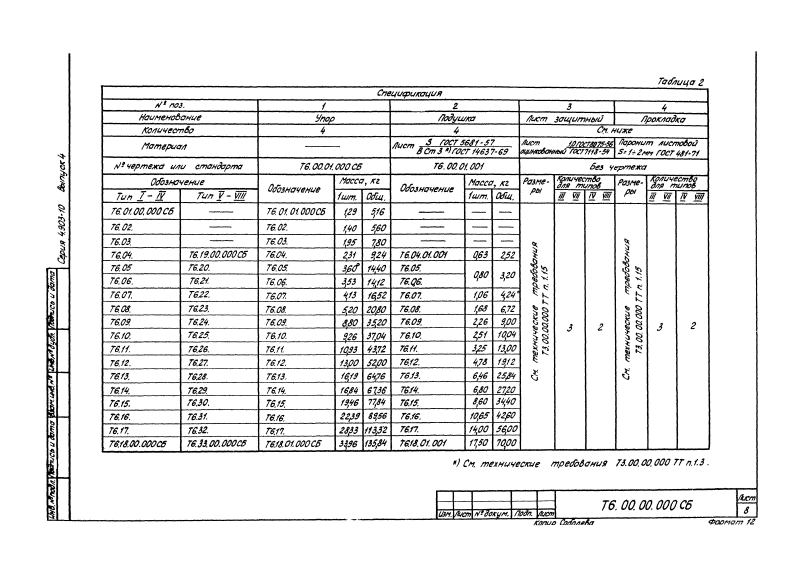 Таблица 2
Спецификация
№ поз. 1 2 3 4
Наименование Упор Подушка Лист защитный Прокладка
Количество 4 4 См. ниже
Материал —— Лист 5 ГОСТ 5681-57 / В Ст 3 *) ГОСТ 14637-69 Лист оцинкованный 1,0 ГОСТ 8075-56 / ГОСТ 7118-54 Паронит листовой S=1÷2мм ГОСТ 481-71
№ чертежа или стандарта Т6.00.01.000 СБ Т6.00.01.001 Без чертежа
Обозначение Обозначение Масса, кг Обозначение Масса, кг Размеры Количество для типов Размеры Количество для типов
Тип I – IV Тип V – VIII 1шт. Общ. 1шт. Общ. III VII IV VIII III VII IV VIII
Т6.01.00.000 СБ —— Т6.01.01.000 СБ 1,29 5,16 —— — —
Т6.02. —— Т6.02. 1,40 5,60 —— — —
Т6.03. —— Т6.03. 1,95 7,80 —— — —
Т6.04. Т6.19.00.000 СБ Т6.04. 2,31 9,24 Т6.04.01.001 0,63 2,52
Т6.05 Т6.20. Т6.05. 3,60 14,40 Т6.05. 0,80 3,20
Т6.06. Т6.21. Т6.06. 3,53 14,12 Т6.06.
Т6.07. Т6.22. Т6.07. 4,13 16,52 Т6.07. 1,06 4,24
Т6.08. Т6.23. Т6.08. 5,20 20,80 Т6.08. 1,68 6,72
Т6.09. Т6.24. Т6.09. 8,80 35,20 Т6.09. 2,26 9,00
Т6.10. Т6.25. Т6.10. 9,26 37,04 Т6.10. 2,51 10,04
Т6.11. Т6.26. Т6.11. 10,93 43,72 Т6.11. 3,25 13,00
Т6.12. Т6.27. Т6.12. 13,00 52,00 Т6.12. 4,78 19,12
Т6.13. Т6.28. Т6.13. 16,19 64,76 Т6.13. 6,46 25,84
Т6.14. Т6.29. Т6.14. 16,84 67,36 Т6.14. 6,80 27,20
Т6.15. Т6.30. Т6.15. 19,46 77,84 Т6.15. 8,60 34,40
Т6.16. Т6.31. Т6.16. 22,39 89,56 Т6.16. 10,65 42,60
Т6.17. Т6.32. Т6.17. 28,33 113,32 Т6.17. 14,00 56,00
Т6.18.00.000 СБ Т6.33.00.000 СБ Т6.18.01.000 СБ 33,96 135,84 Т6.18.01.001 17,50 70,00
См. технические требования Т3.00.00.000 ТТ п.1.15
3 2
См. технические требования Т3.00.00.000 ТТ п.1.15
3 2
*) См. технические требования Т3.00.00.000 ТТ п.1.3.
Т6.00.00.000 СБ
Лист
8
Изм. Лист № докум. Подп. Лист
Копир. Соболева
Формат 12
Серия 4.903-10 Выпуск 4